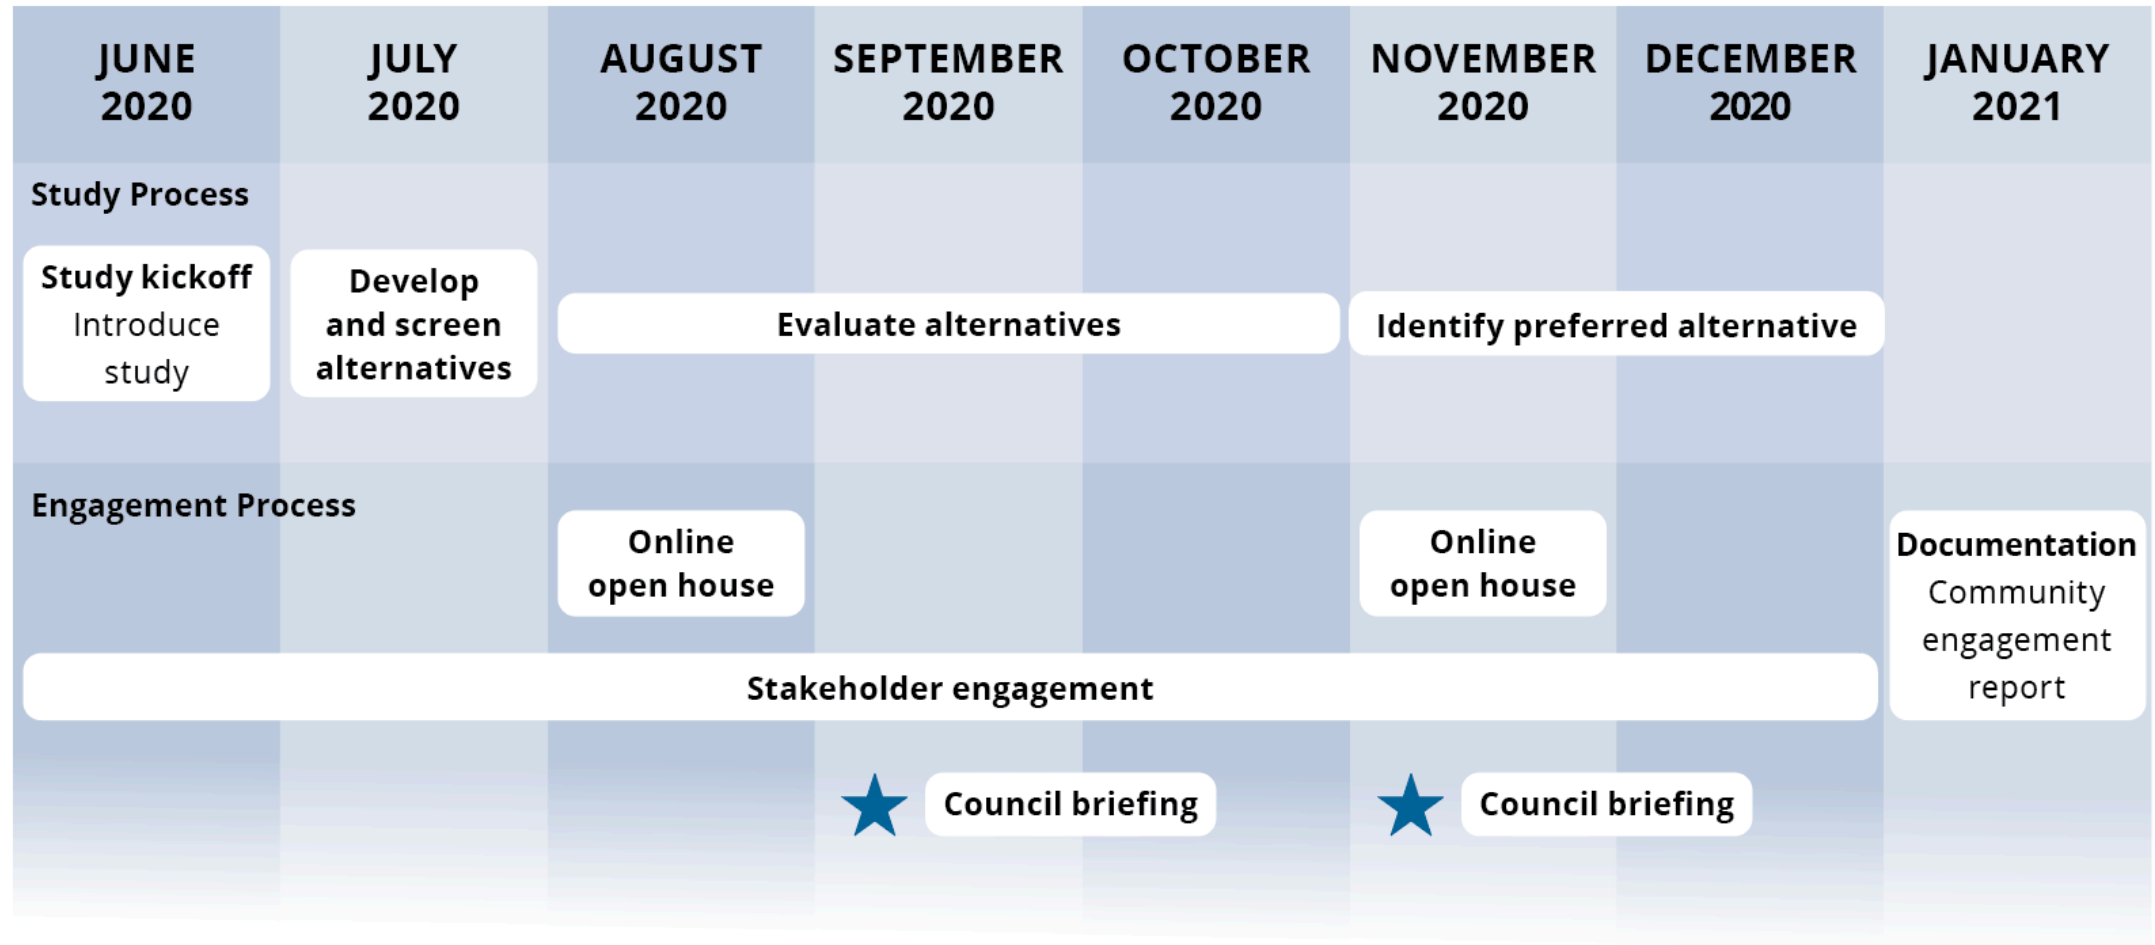 JUNE
2020
JULY
2020
AUGUST
2020
SEPTEMBER
2020
OCTOBER
2020
NOVEMBER
2020
DECEMBER
2020
JANUARY
2021
Study Process
Study kickoff
Introduce
study
Develop
and screen
alternatives
Evaluate alternatives
Identify preferred alternative
Engagement Process
Online
open house
Online
open house
Documentation
Community
engagement
report
Stakeholder engagement
Council briefing
Council briefing